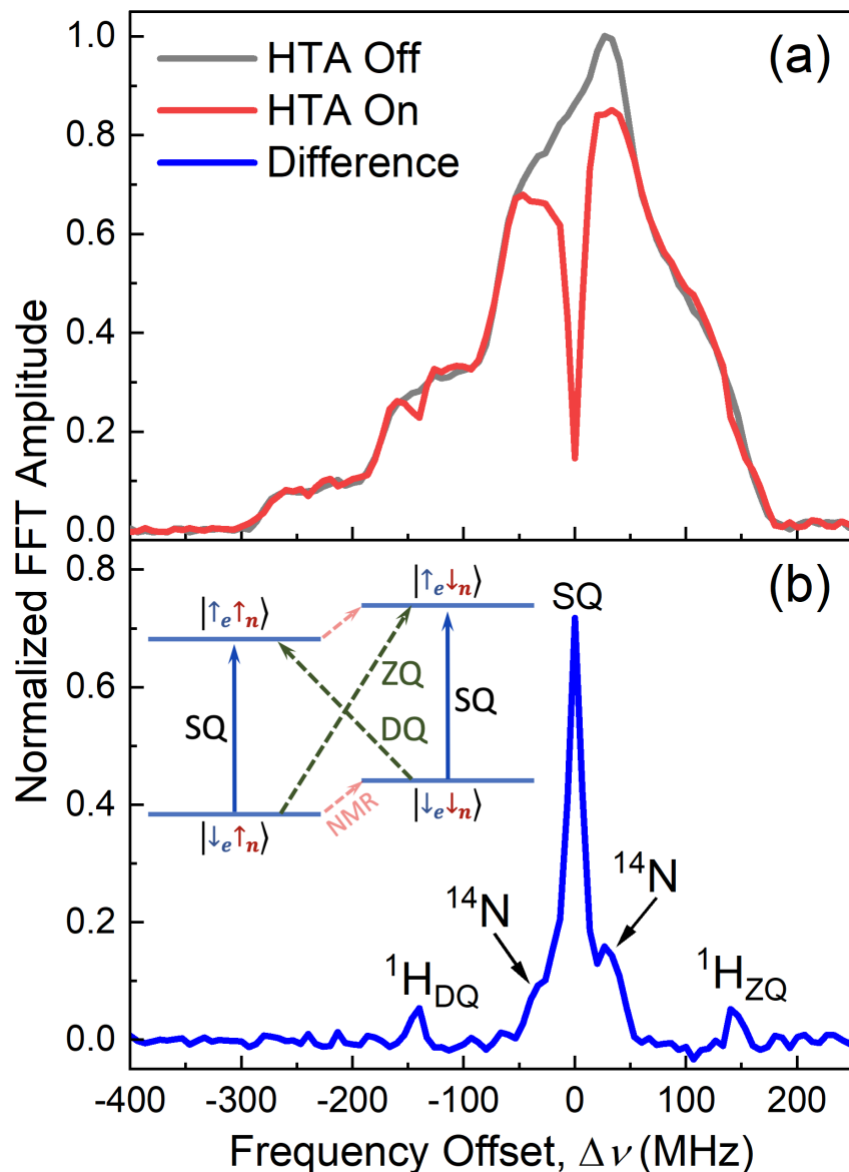 (a)
HTA Off
HTA On
Difference
1.0
0.8
0.6
0.4
0.2
0.0
Normalized FFT Amplitude
(b)
0.8
0.6
0.4
0.2
0.0
SQ
|↑e↑n⟩
|↑e↓n⟩
SQ
ZQ
DQ
SQ
|↓e↑n⟩
NMR
|↓e↓n⟩
¹⁴N
¹⁴N
¹H_DQ
¹H_ZQ
-400 -300 -200 -100 0 100 200
Frequency Offset, Δν (MHz)